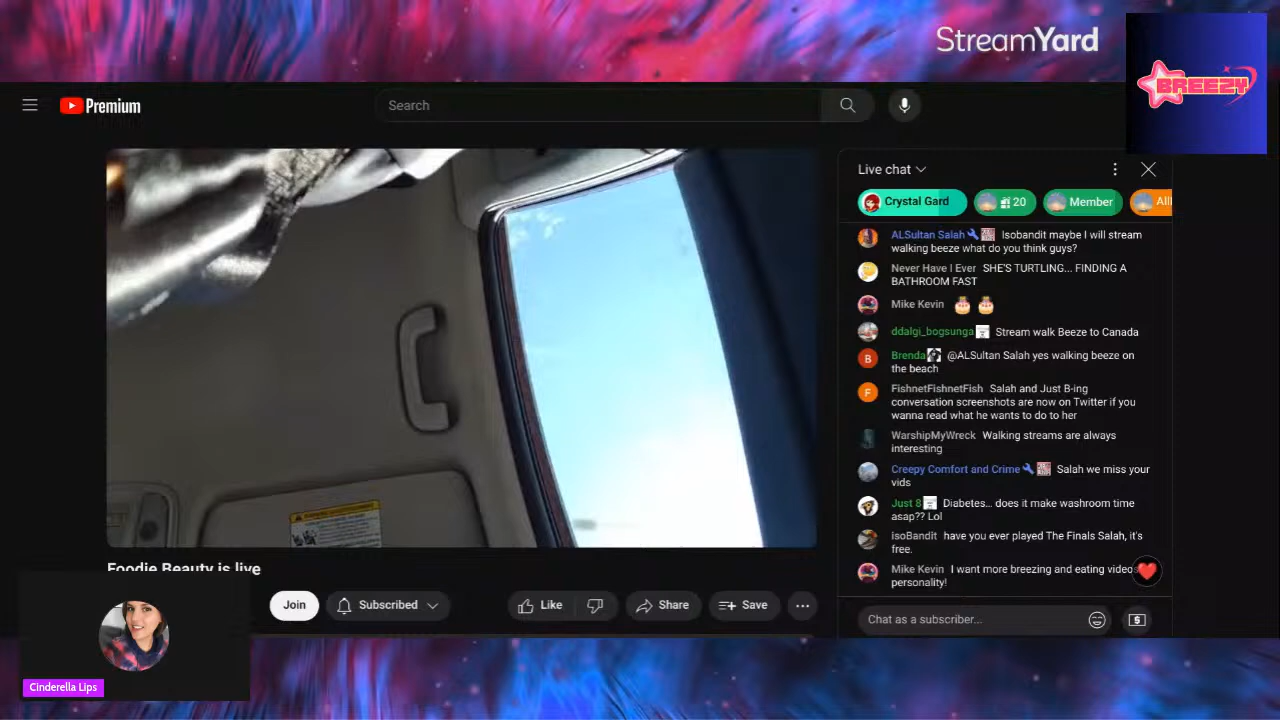 StreamYard
BREEZY
Premium
Search
Live chat
Crystal Gard
20
Member
All
ALSultan Salah Isobandit maybe I will stream
walking beeze what do you think guys?
Never Have I Ever SHE'S TURTLING... FINDING A
BATHROOM FAST
Mike Kevin
ddalgi_bogsunga Stream walk Beeze to Canada
B
Brenda @ALSultan Salah yes walking beeze on
the beach
F
FishnetFishnetFish Salah and Just B-ing
conversation screenshots are now on Twitter if you
wanna read what he wants to do to her
WarshipMyWreck Walking streams are always
interesting
Creepy Comfort and Crime Salah we miss your
vids
Just 8 Diabetes... does it make washroom time
asap?? Lol
isoBandit have you ever played The Finals Salah, it's
free.
Mike Kevin I want more breezing and eating videos
personality!
Chat as a subscriber...
Foodie Beauty is live
Join
Subscribed
Like
Share
Save
Cinderella Lips